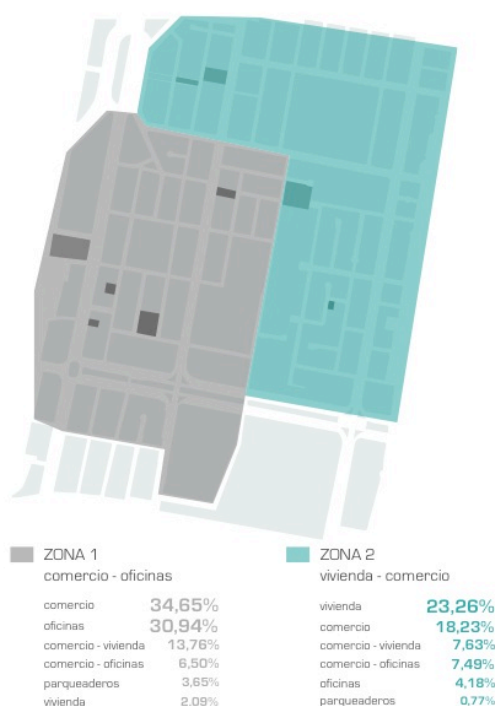 ZONA 1
comercio - oficinas
comercio 34,65%
oficinas 30,94%
comercio - vivienda 13,76%
comercio - oficinas 6,50%
parqueaderos 3,65%
vivienda 2,09%
ZONA 2
vivienda - comercio
vivienda 23,26%
comercio 18,23%
comercio - vivienda 7,63%
comercio - oficinas 7,49%
oficinas 4,18%
parqueaderos 0,77%